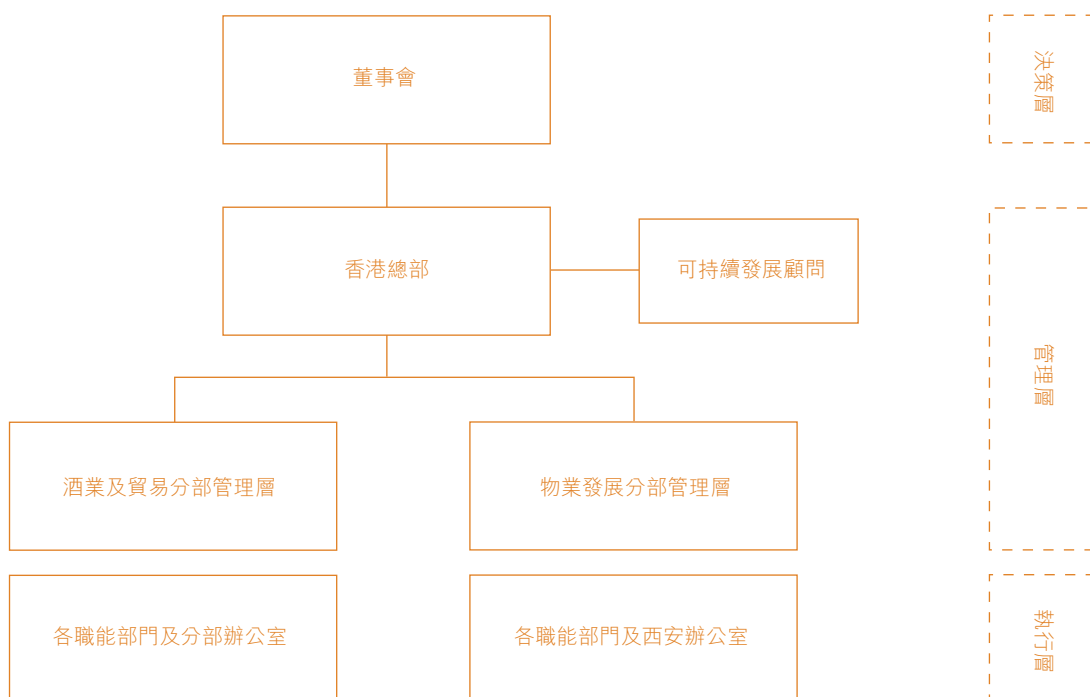 董事會
決策層
香港總部
可持續發展顧問
管理層
酒業及貿易分部管理層
物業發展分部管理層
各職能部門及分部辦公室
各職能部門及西安辦公室
執行層